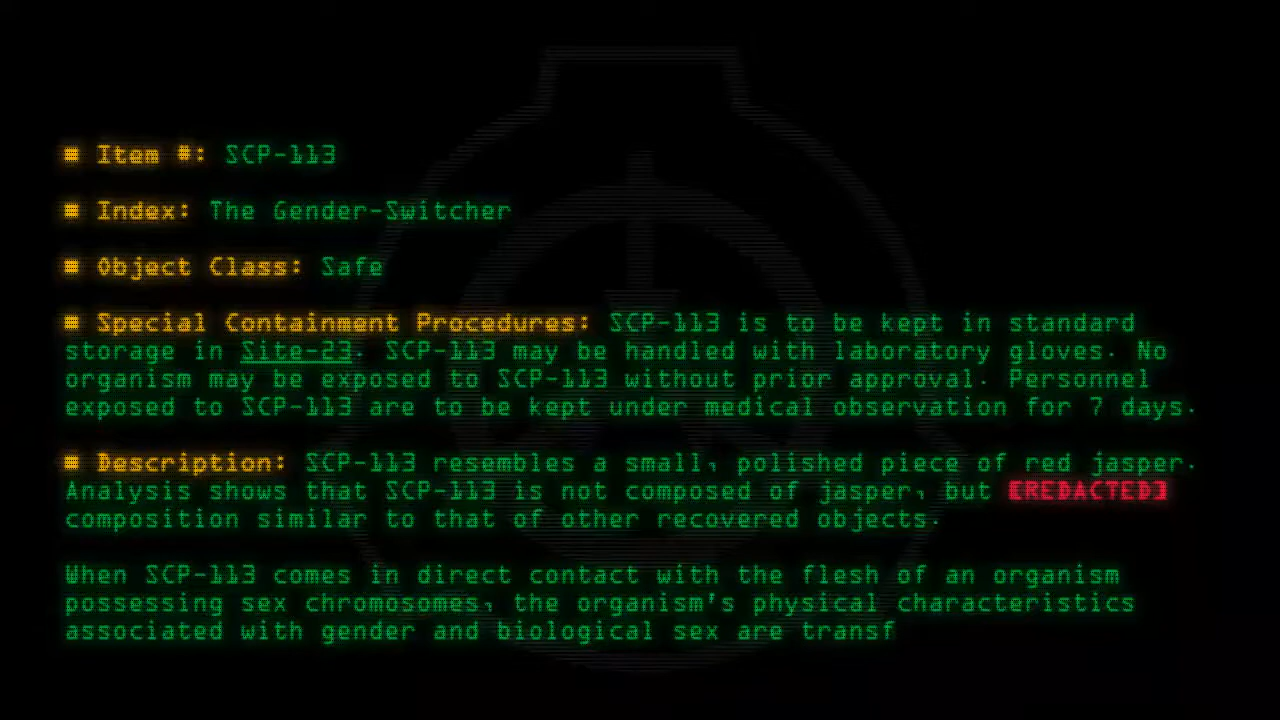 ■ Item #: SCP-113
■ Index: The Gender-Switcher
■ Object Class: Safe
■ Special Containment Procedures: SCP-113 is to be kept in standard
storage in Site-23. SCP-113 may be handled with laboratory gloves. No
organism may be exposed to SCP-113 without prior approval. Personnel
exposed to SCP-113 are to be kept under medical observation for 7 days.
■ Description: SCP-113 resembles a small, polished piece of red jasper.
Analysis shows that SCP-113 is not composed of jasper, but [REDACTED]
composition similar to that of other recovered objects.
When SCP-113 comes in direct contact with the flesh of an organism
possessing sex chromosomes, the organism's physical characteristics
associated with gender and biological sex are transf